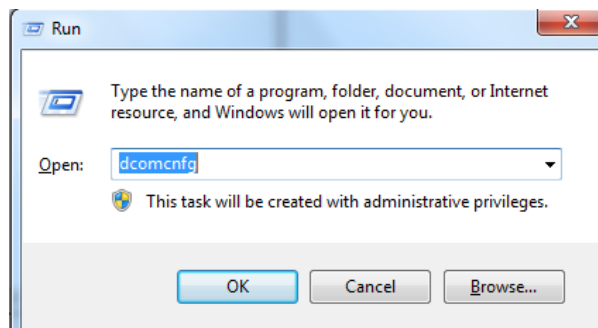 Run
Type the name of a program, folder, document, or Internet
resource, and Windows will open it for you.
Open: dcomcnfg
This task will be created with administrative privileges.
OK Cancel Browse...